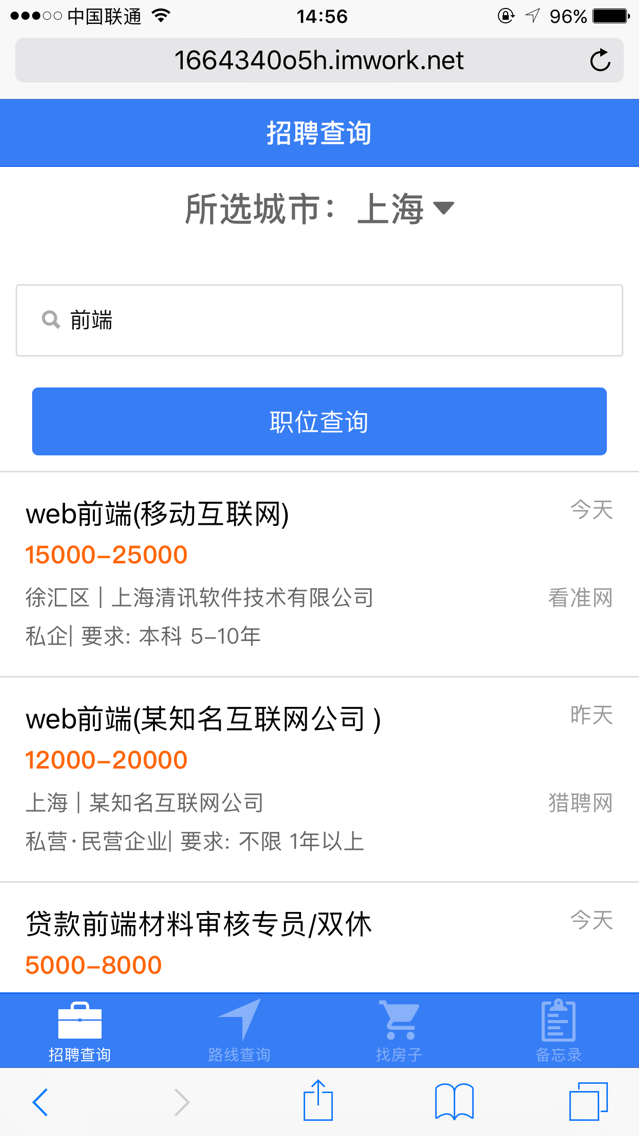 中国联通 14:56 96%
1664340o5h.imwork.net
招聘查询
所选城市：上海
前端
职位查询
web前端(移动互联网) 今天
15000-25000
徐汇区 | 上海清讯软件技术有限公司 看准网
私企| 要求: 本科 5-10年
web前端(某知名互联网公司 ) 昨天
12000-20000
上海 | 某知名互联网公司 猎聘网
私营·民营企业| 要求: 不限 1年以上
贷款前端材料审核专员/双休 今天
5000-8000
招聘查询 路线查询 找房子 备忘录